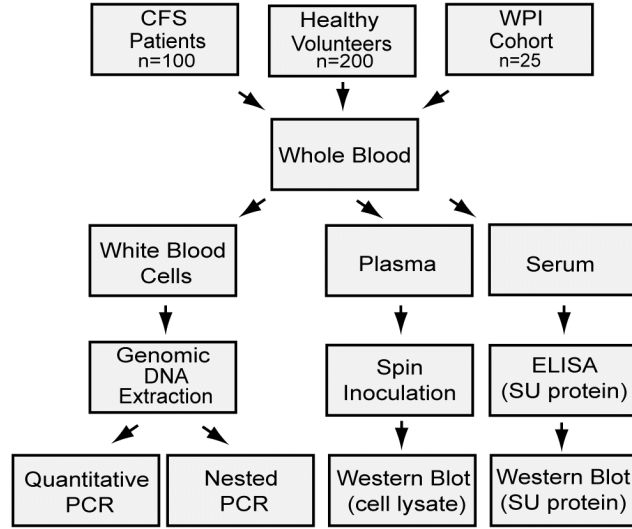 CFS
Patients
n=100
Healthy
Volunteers
n=200
WPI
Cohort
n=25
Whole Blood
White Blood
Cells
Plasma
Serum
Genomic
DNA
Extraction
Spin
Inoculation
ELISA
(SU protein)
Quantitative
PCR
Nested
PCR
Western Blot
(cell lysate)
Western Blot
(SU protein)